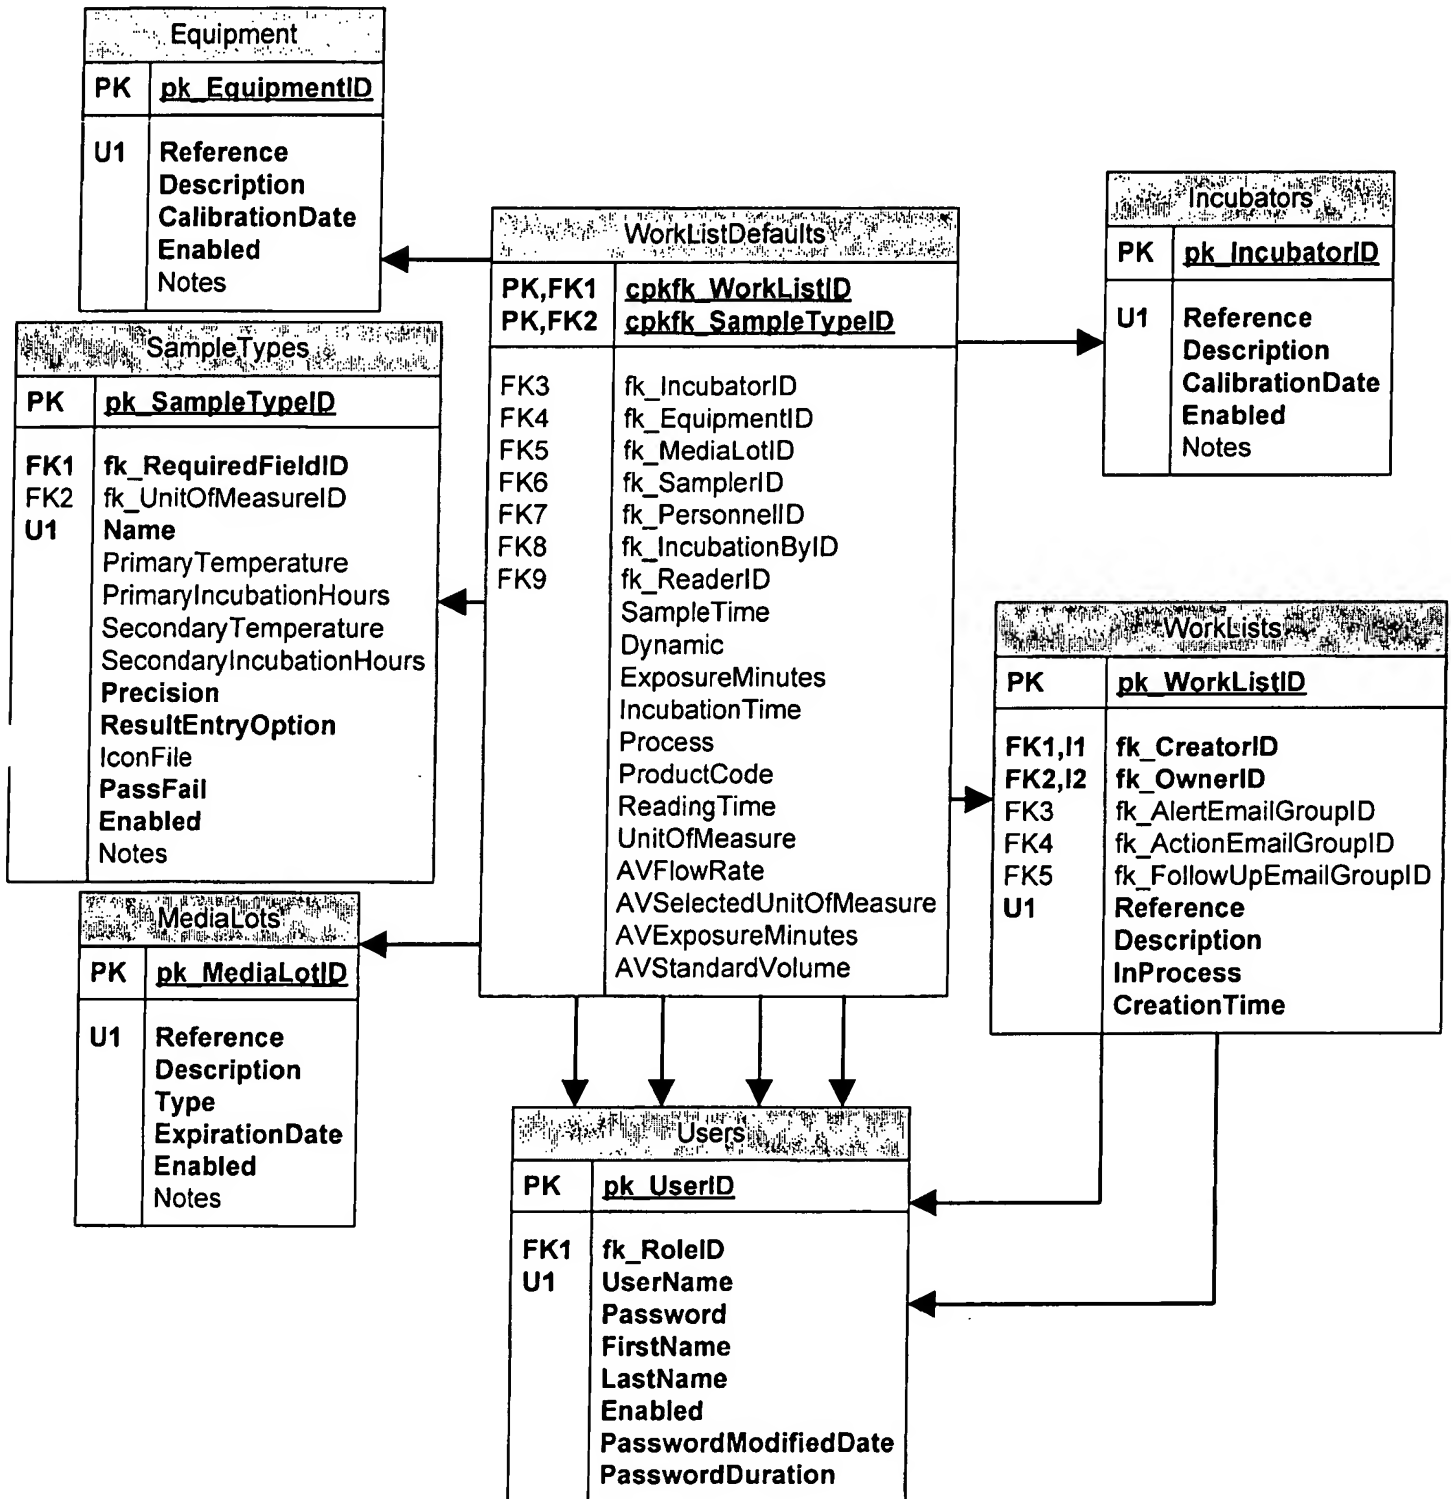 Equipment
PK pk_EquipmentID
U1 Reference
Description
CalibrationDate
Enabled
Notes
SampleTypes
PK pk_SampleTypeID
FK1 fk_RequiredFieldID
FK2 fk_UnitOfMeasureID
U1 Name
PrimaryTemperature
PrimaryIncubationHours
SecondaryTemperature
SecondaryIncubationHours
Precision
ResultEntryOption
IconFile
PassFail
Enabled
Notes
MediaLots
PK pk_MediaLotID
U1 Reference
Description
Type
ExpirationDate
Enabled
Notes
WorkListDefaults
PK,FK1 cpkfk_WorkListID
PK,FK2 cpkfk_SampleTypeID
FK3 fk_IncubatorID
FK4 fk_EquipmentID
FK5 fk_MediaLotID
FK6 fk_SamplerID
FK7 fk_PersonnelID
FK8 fk_IncubationByID
FK9 fk_ReaderID
SampleTime
Dynamic
ExposureMinutes
IncubationTime
Process
ProductCode
ReadingTime
UnitOfMeasure
AVFlowRate
AVSelectedUnitOfMeasure
AVExposureMinutes
AVStandardVolume
Incubators
PK pk_IncubatorID
U1 Reference
Description
CalibrationDate
Enabled
Notes
WorkLists
PK pk_WorkListID
FK1,I1 fk_CreatorID
FK2,I2 fk_OwnerID
FK3 fk_AlertEmailGroupID
FK4 fk_ActionEmailGroupID
FK5 fk_FollowUpEmailGroupID
U1 Reference
Description
InProcess
CreationTime
Users
PK pk_UserID
FK1 fk_RoleID
U1 UserName
Password
FirstName
LastName
Enabled
PasswordModifiedDate
PasswordDuration